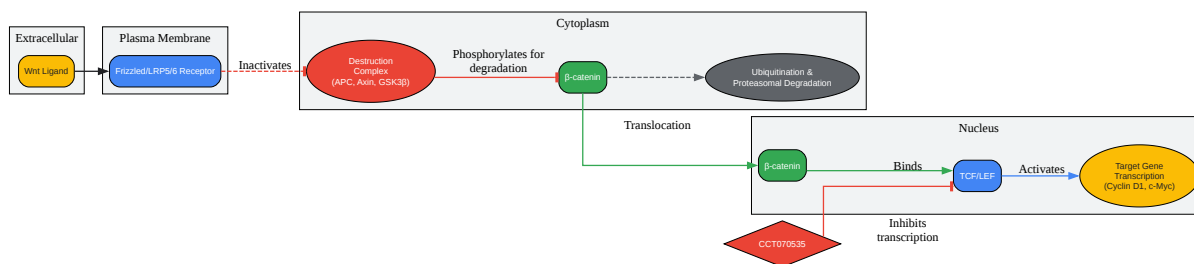 Extracellular
Wnt Ligand
Plasma Membrane
Frizzled/LRP5/6 Receptor
Inactivates
Cytoplasm
Destruction
Complex
(APC, Axin, GSK3β)
Phosphorylates for
degradation
β-catenin
Ubiquitination &
Proteasomal Degradation
Translocation
Nucleus
β-catenin
Binds
TCF/LEF
Activates
Target Gene
Transcription
(Cyclin D1, c-Myc)
CCT070535
Inhibits
transcription